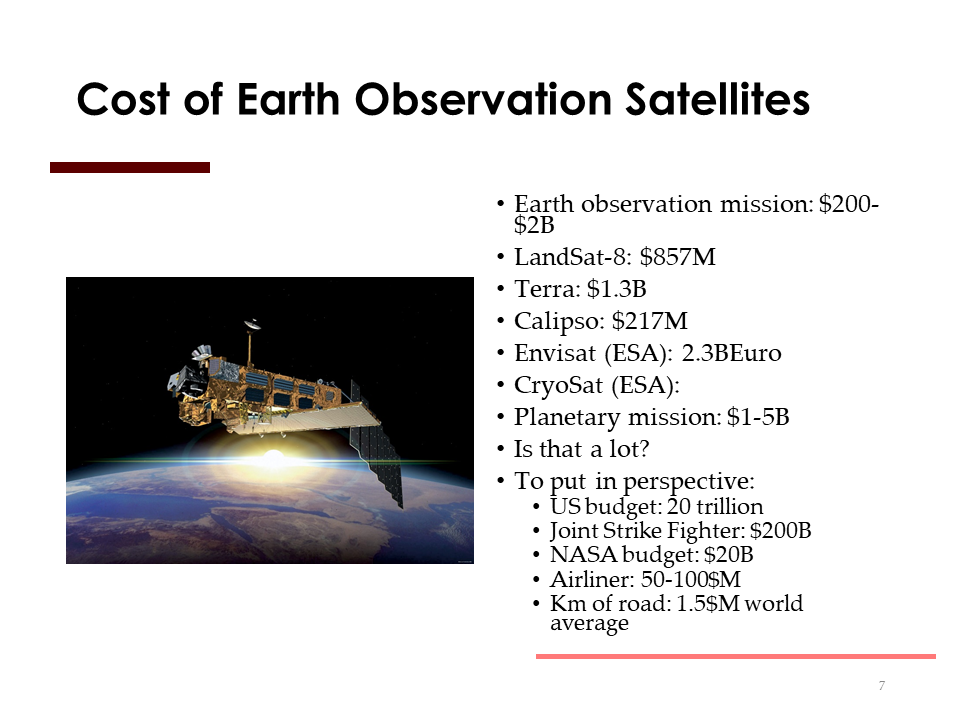 Cost of Earth Observation Satellites
• Earth observation mission: $200-
$2B
• LandSat-8: $857M
• Terra: $1.3B
• Calipso: $217M
• Envisat (ESA): 2.3BEuro
• CryoSat (ESA):
• Planetary mission: $1-5B
• Is that a lot?
• To put in perspective:
• US budget: 20 trillion
• Joint Strike Fighter: $200B
• NASA budget: $20B
• Airliner: 50-100$M
• Km of road: 1.5$M world
average
7